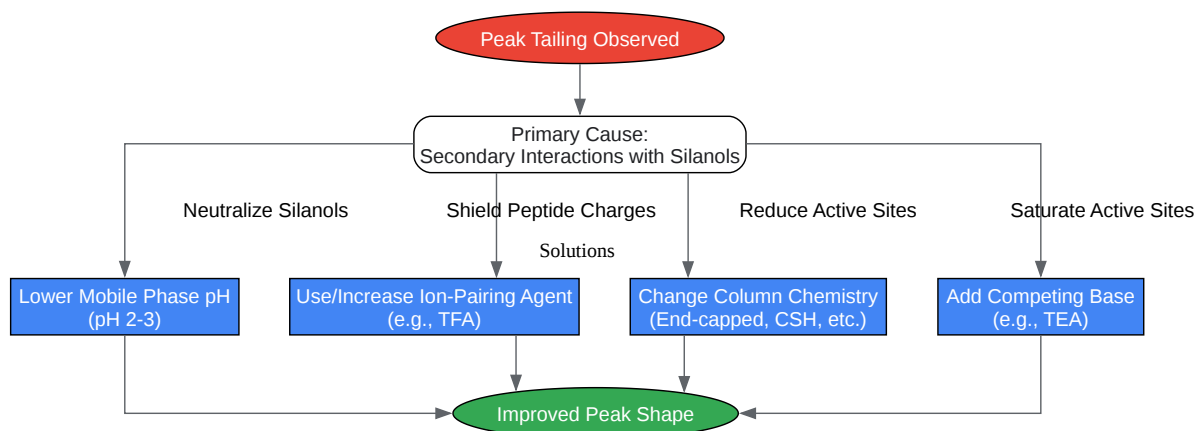 Peak Tailing Observed
Primary Cause:
Secondary Interactions with Silanols
Neutralize Silanols
Shield Peptide Charges
Reduce Active Sites
Saturate Active Sites
Solutions
Lower Mobile Phase pH
(pH 2-3)
Use/Increase Ion-Pairing Agent
(e.g., TFA)
Change Column Chemistry
(End-capped, CSH, etc.)
Add Competing Base
(e.g., TEA)
Improved Peak Shape